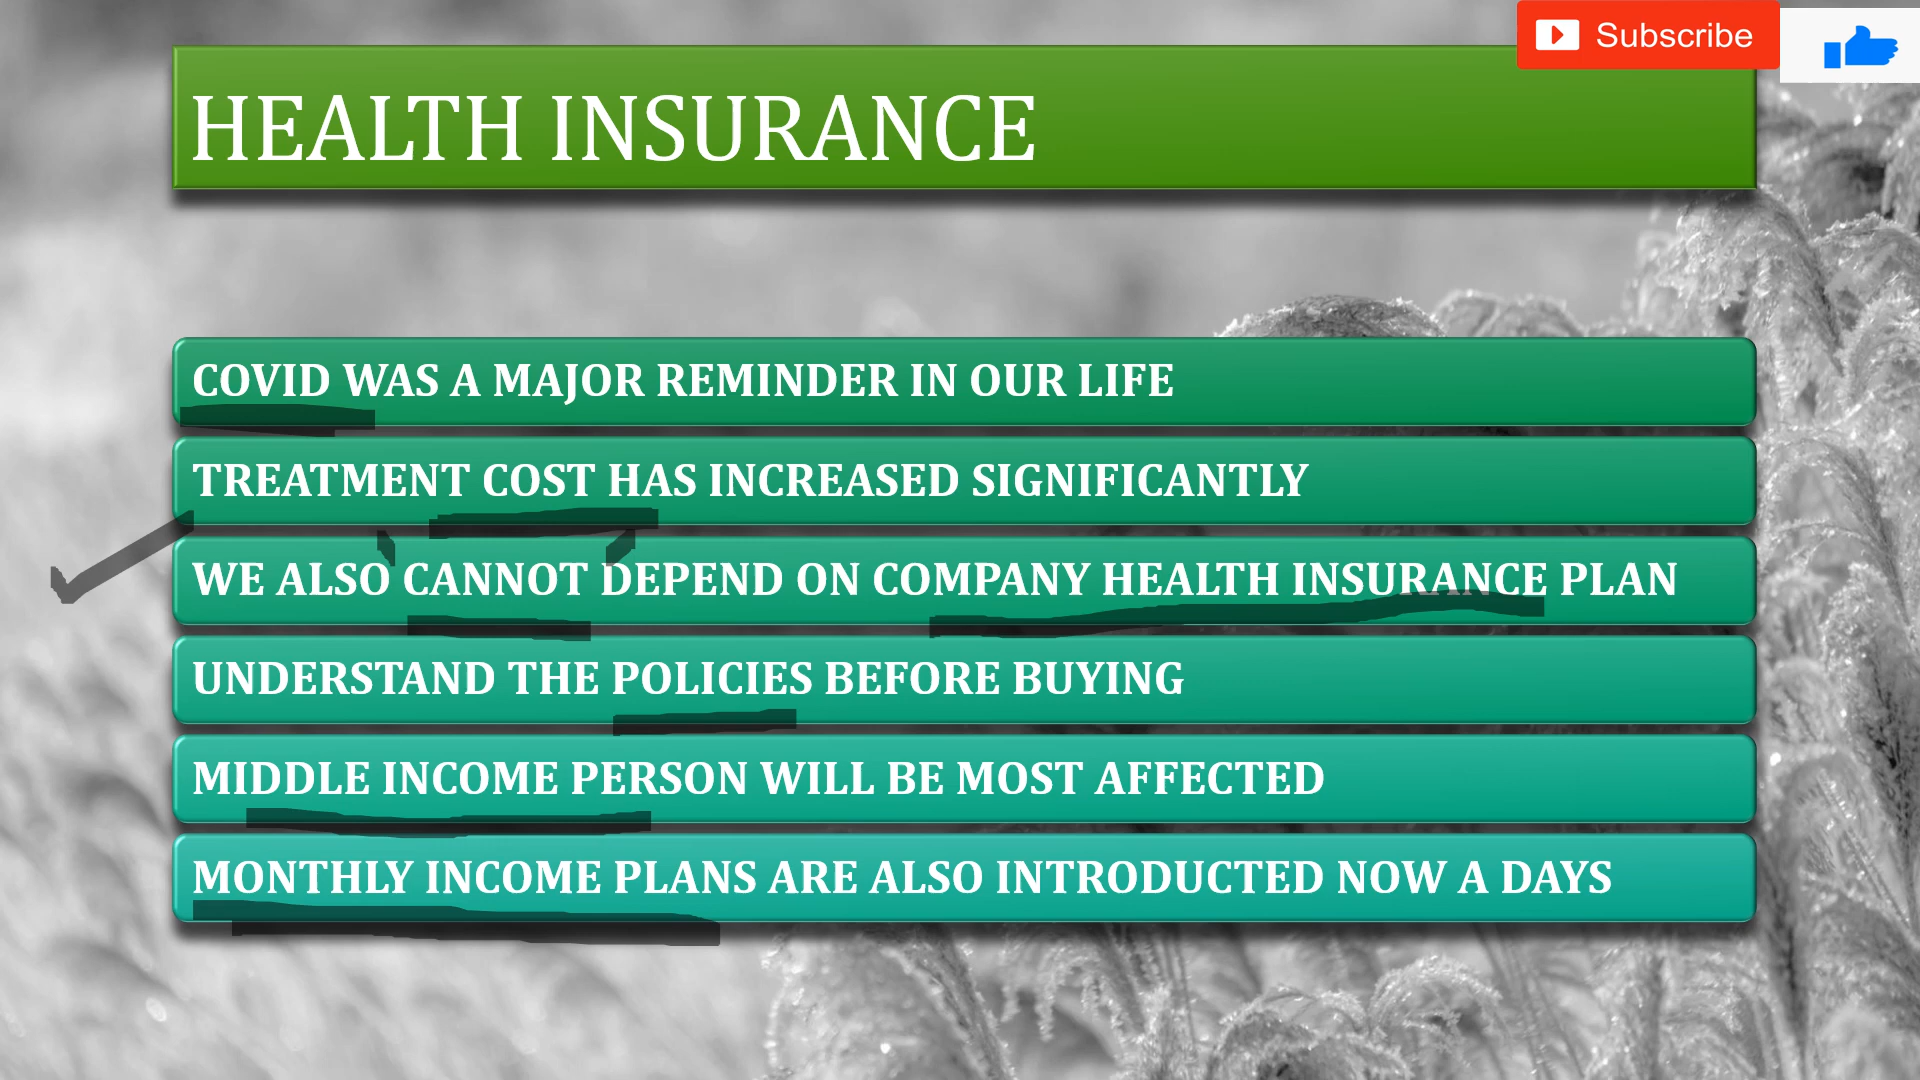 Subscribe
HEALTH INSURANCE
COVID WAS A MAJOR REMINDER IN OUR LIFE
TREATMENT COST HAS INCREASED SIGNIFICANTLY
WE ALSO CANNOT DEPEND ON COMPANY HEALTH INSURANCE PLAN
UNDERSTAND THE POLICIES BEFORE BUYING
MIDDLE INCOME PERSON WILL BE MOST AFFECTED
MONTHLY INCOME PLANS ARE ALSO INTRODUCTED NOW A DAYS